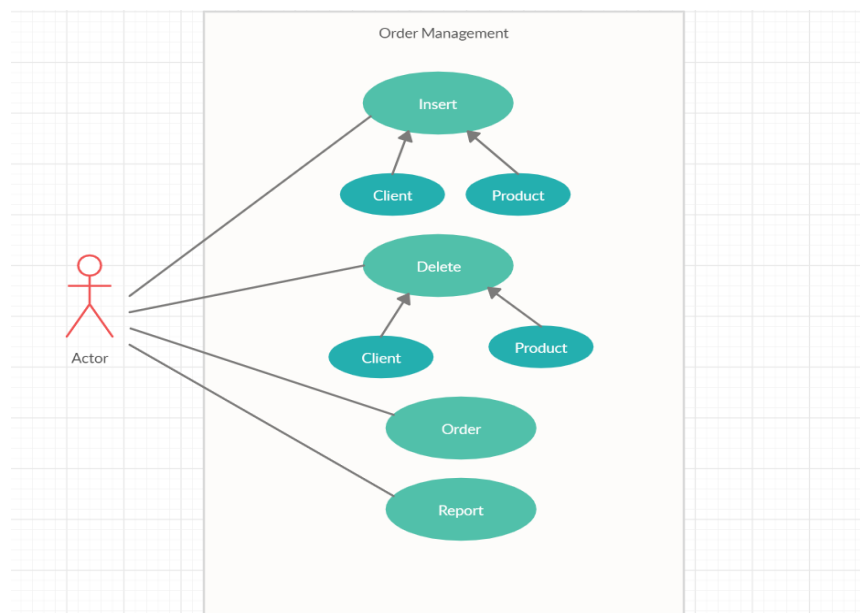 Order Management
Insert
Client
Product
Delete
Client
Product
Actor
Order
Report